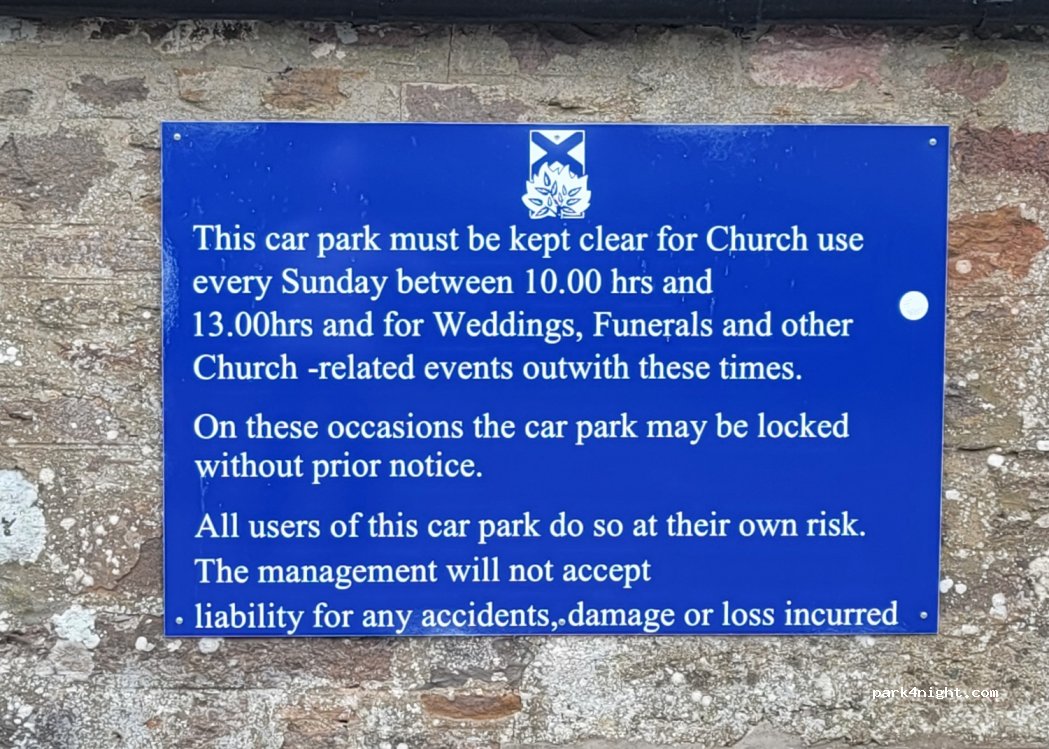 This car park must be kept clear for Church use
every Sunday between 10.00 hrs and
13.00hrs and for Weddings, Funerals and other
Church -related events outwith these times.
On these occasions the car park may be locked
without prior notice.
All users of this car park do so at their own risk.
The management will not accept
liability for any accidents, damage or loss incurred
park4night.com